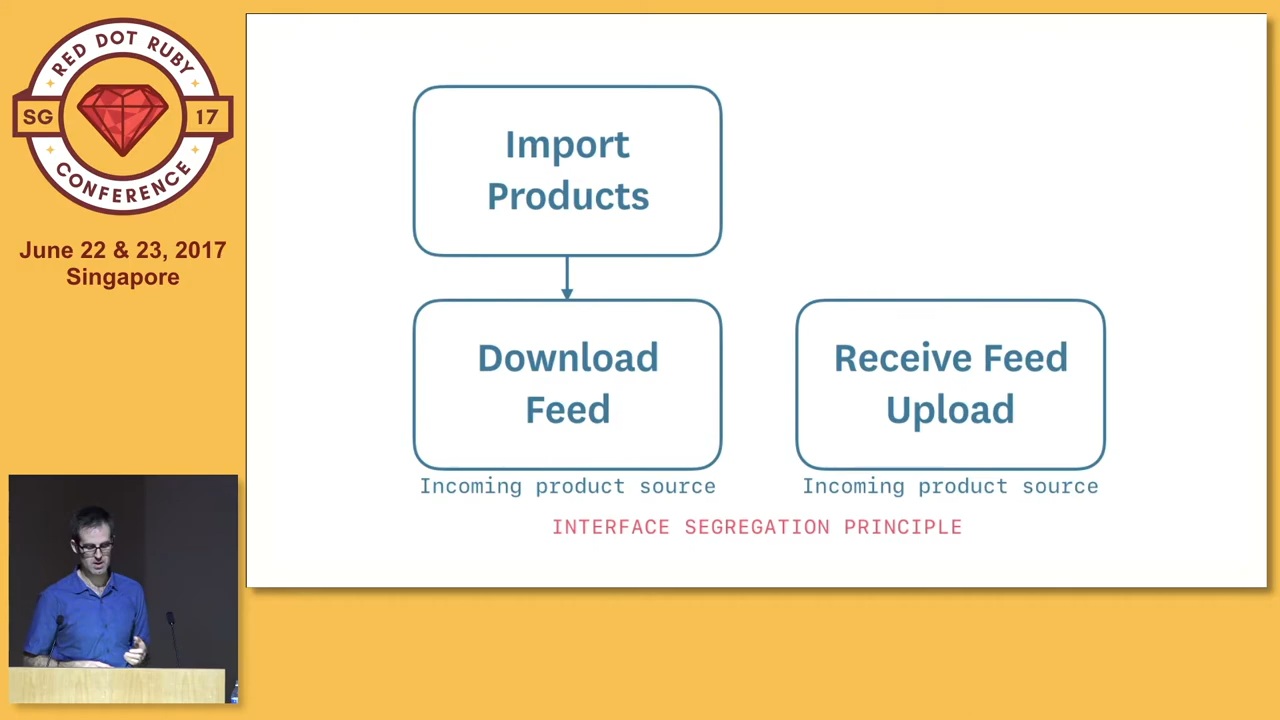 RED DOT RUBY
SG 17
CONFERENCE
June 22 & 23, 2017
Singapore
Import
Products
Download
Feed
Receive Feed
Upload
Incoming product source
Incoming product source
INTERFACE SEGREGATION PRINCIPLE